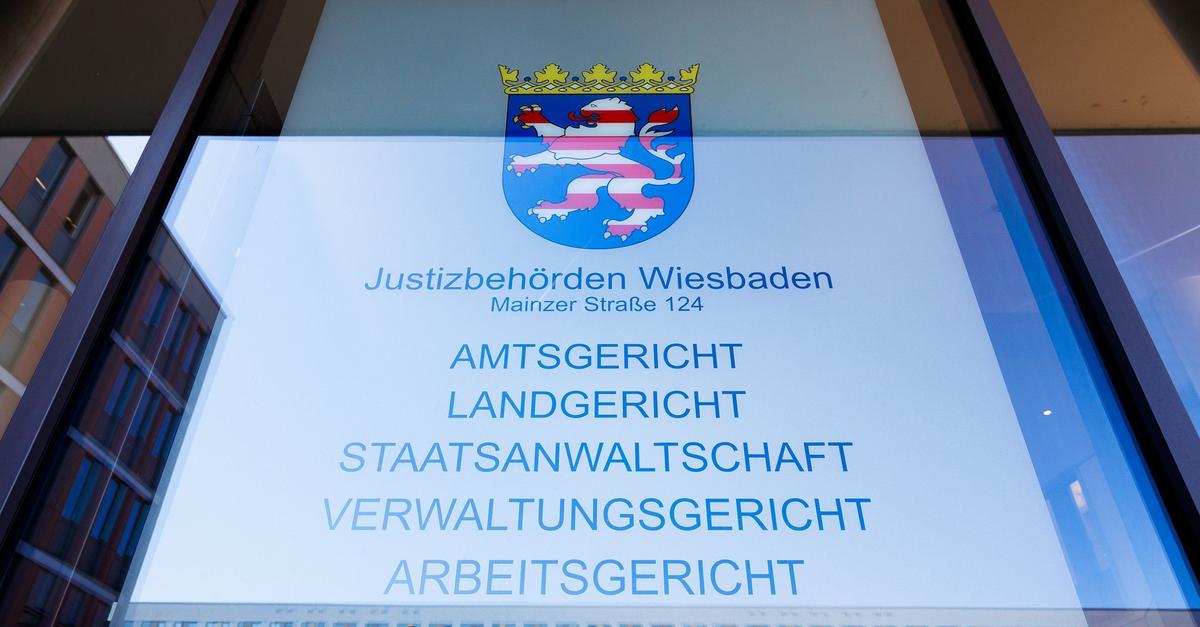 Justizbehörden Wiesbaden
Mainzer Straße 124
AMTSGERICHT
LANDGERICHT
STAATSANWALTSCHAFT
VERWALTUNGSGERICHT
ARBEITSGERICHT